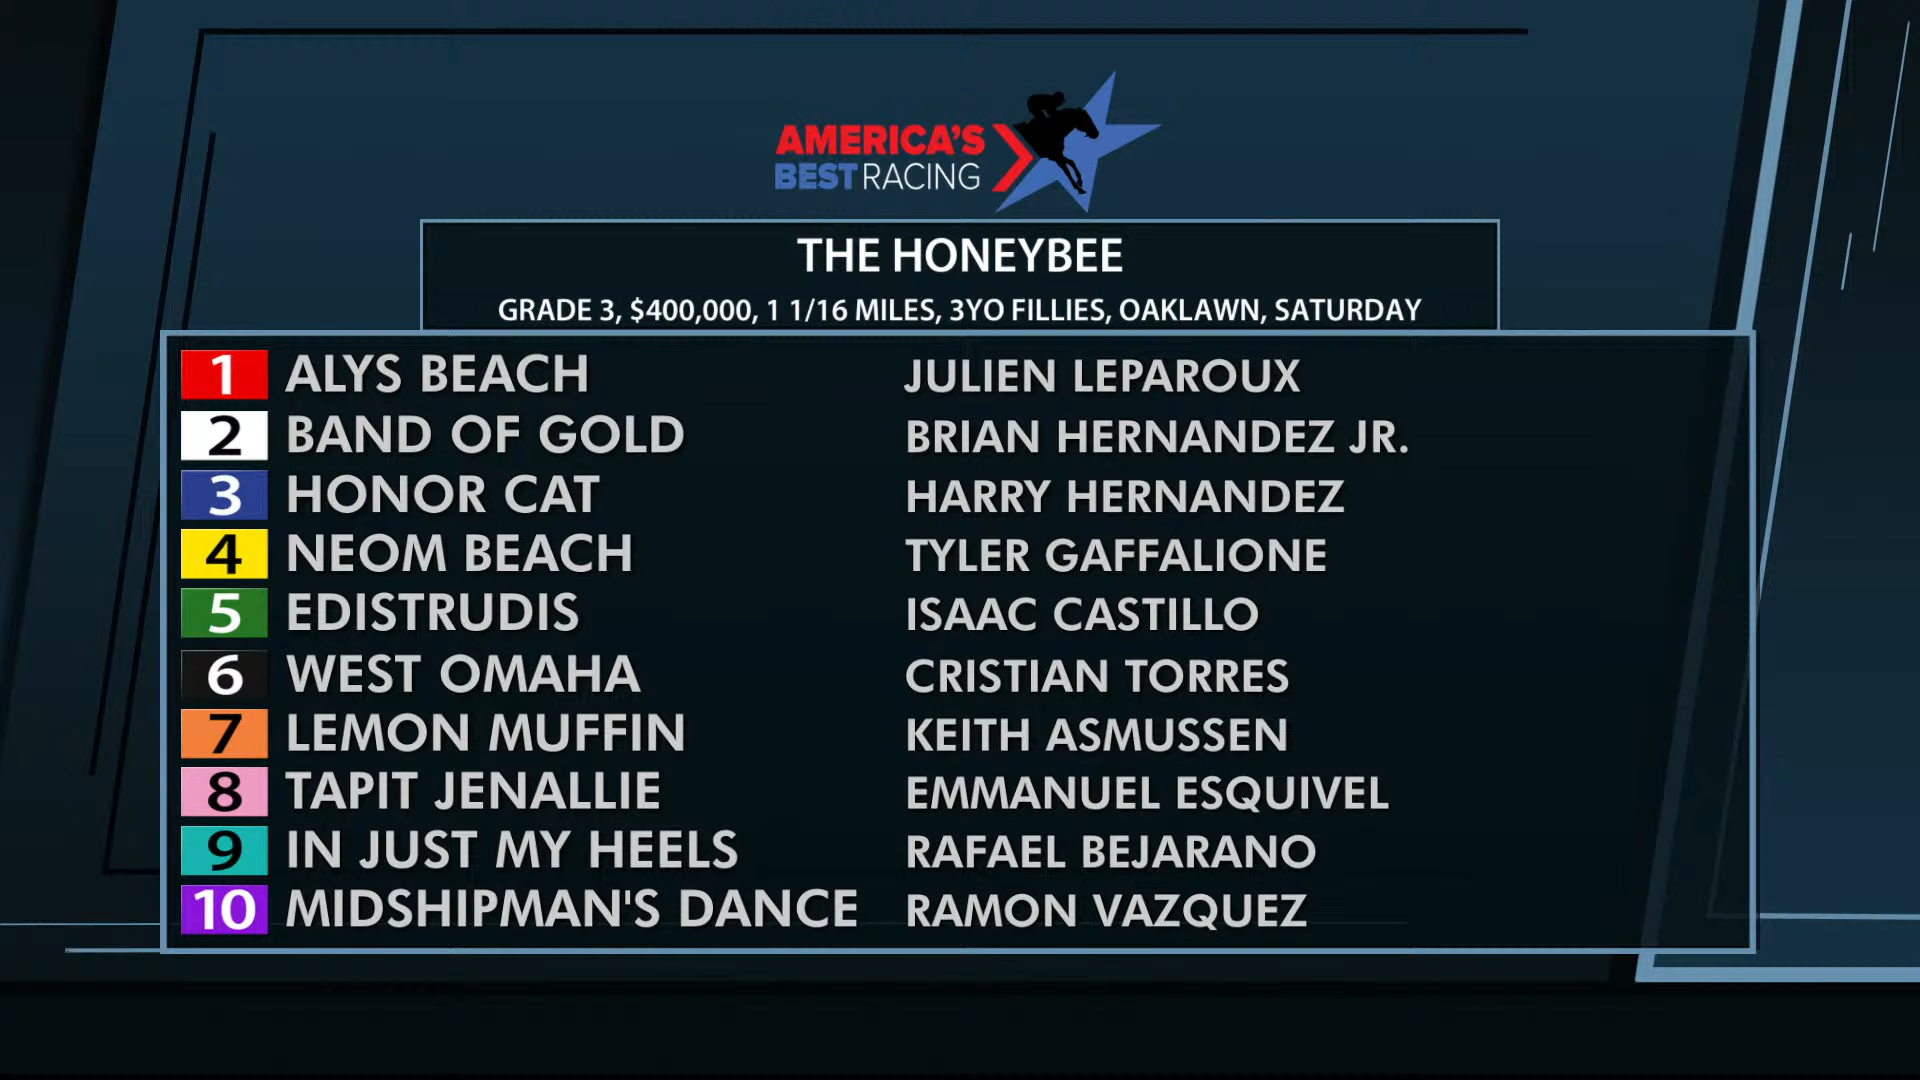 AMERICA'S
BEST RACING
THE HONEYBEE
GRADE 3, $400,000, 1 1/16 MILES, 3YO FILLIES, OAKLAWN, SATURDAY
1 ALYS BEACH JULIEN LEPAROUX
2 BAND OF GOLD BRIAN HERNANDEZ JR.
3 HONOR CAT HARRY HERNANDEZ
4 NEOM BEACH TYLER GAFFALIONE
5 EDISTRUDIS ISAAC CASTILLO
6 WEST OMAHA CRISTIAN TORRES
7 LEMON MUFFIN KEITH ASMUSSEN
8 TAPIT JENALLIE EMMANUEL ESQUIVEL
9 IN JUST MY HEELS RAFAEL BEJARANO
10 MIDSHIPMAN'S DANCE RAMON VAZQUEZ